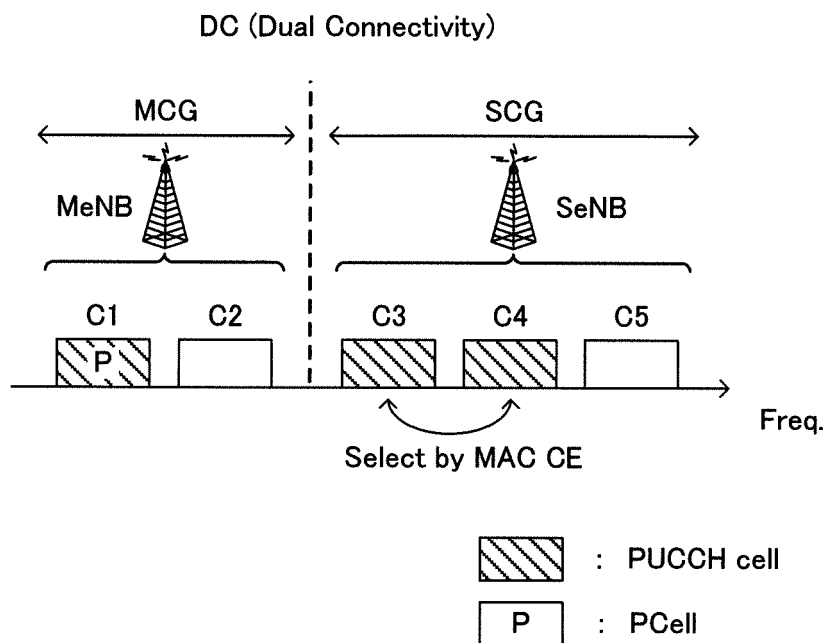 DC (Dual Connectivity)
MCG
SCG
MeNB
SeNB
C1
C2
C3
C4
C5
P
Freq.
Select by MAC CE
: PUCCH cell
P : PCell